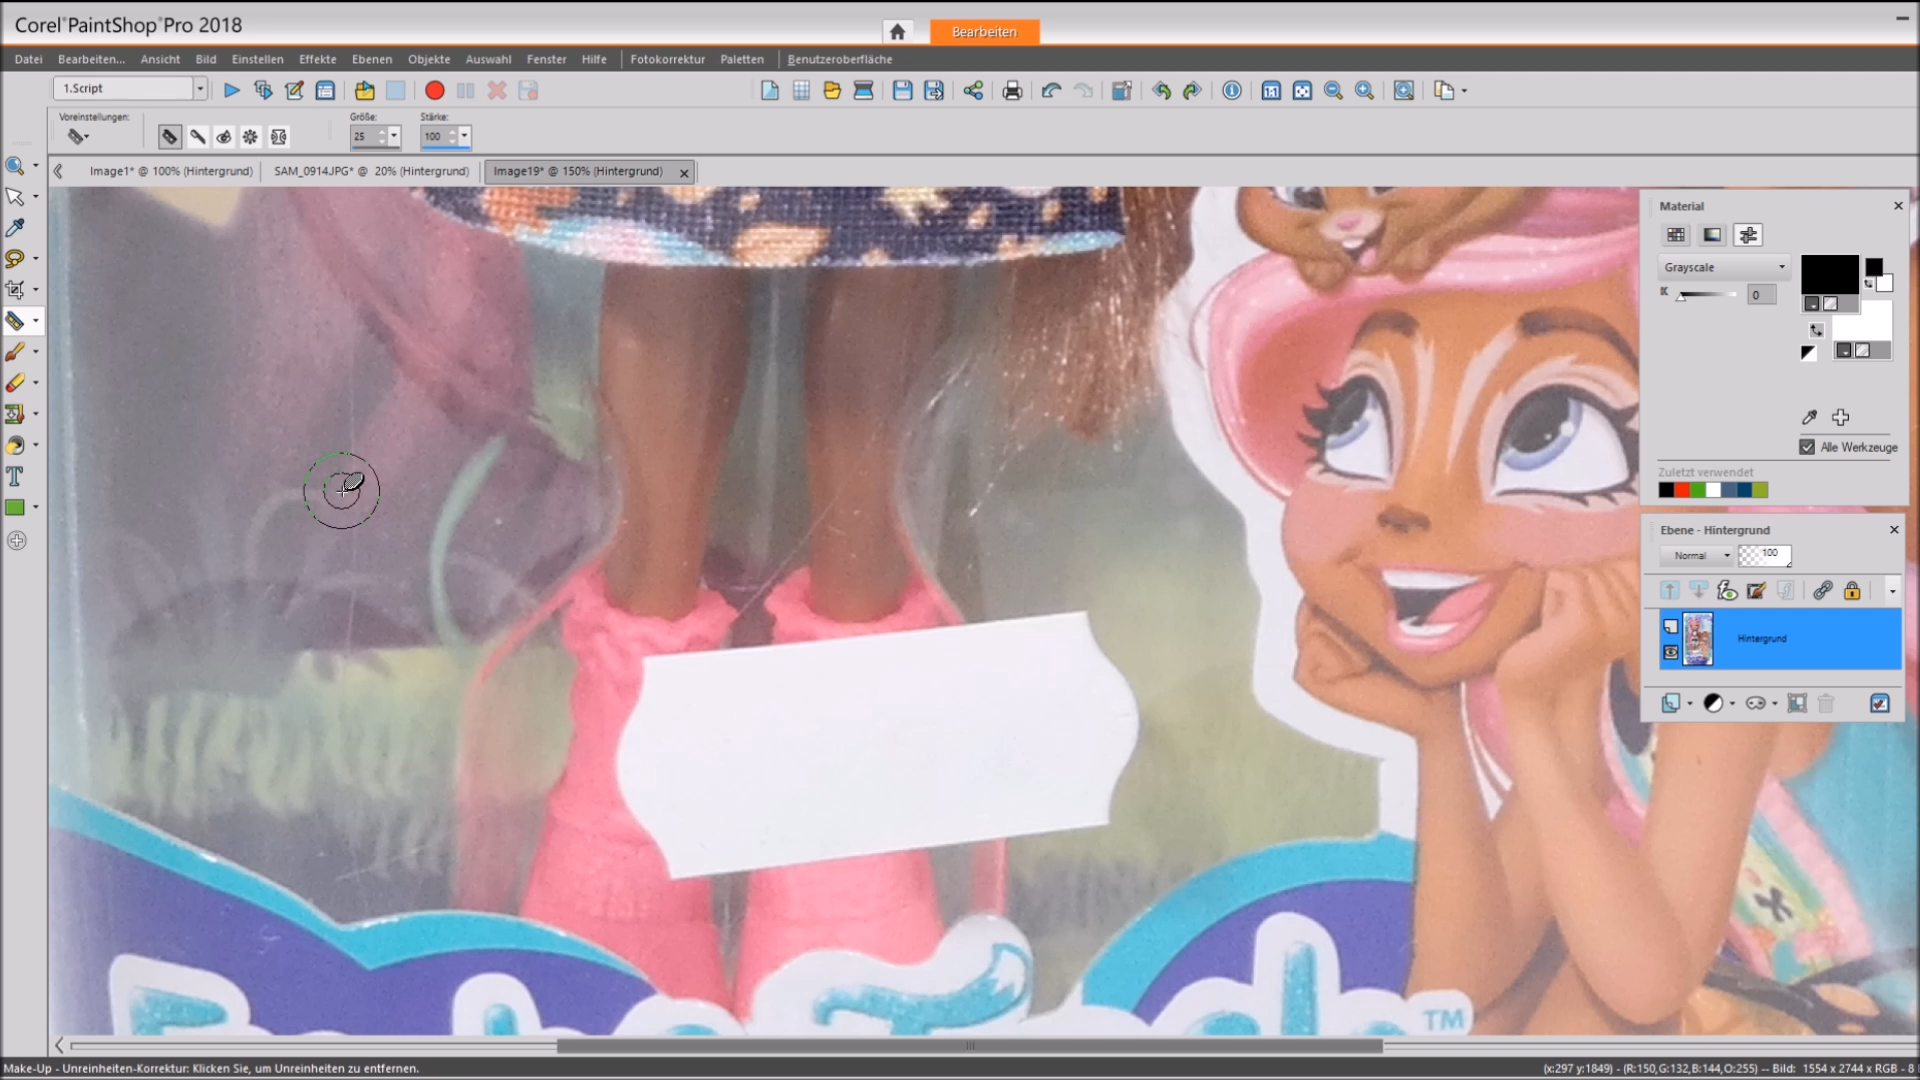 Corel®PaintShop®Pro 2018
Bearbeiten
Datei Bearbeiten... Ansicht Bild Einstellen Effekte Ebenen Objekte Auswahl Fenster Hilfe Fotokorrektur Paletten Benutzeroberfläche
1.Script
Voreinstellungen:
Größe:
Stärke:
25
100
Image1* @ 100% (Hintergrund)
SAM_0914.JPG* @ 20% (Hintergrund)
Image19* @ 150% (Hintergrund)
Material
Grayscale
K
0
Alle Werkzeuge
Zuletzt verwendet
Ebene - Hintergrund
Normal
100
Hintergrund
TM
Make-Up - Unreinheiten-Korrektur: Klicken Sie, um Unreinheiten zu entfernen.
(x:297 y:1849) - (R:150,G:132,B:144,O:255) -- Bild: 1554 x 2744 x RGB - 8